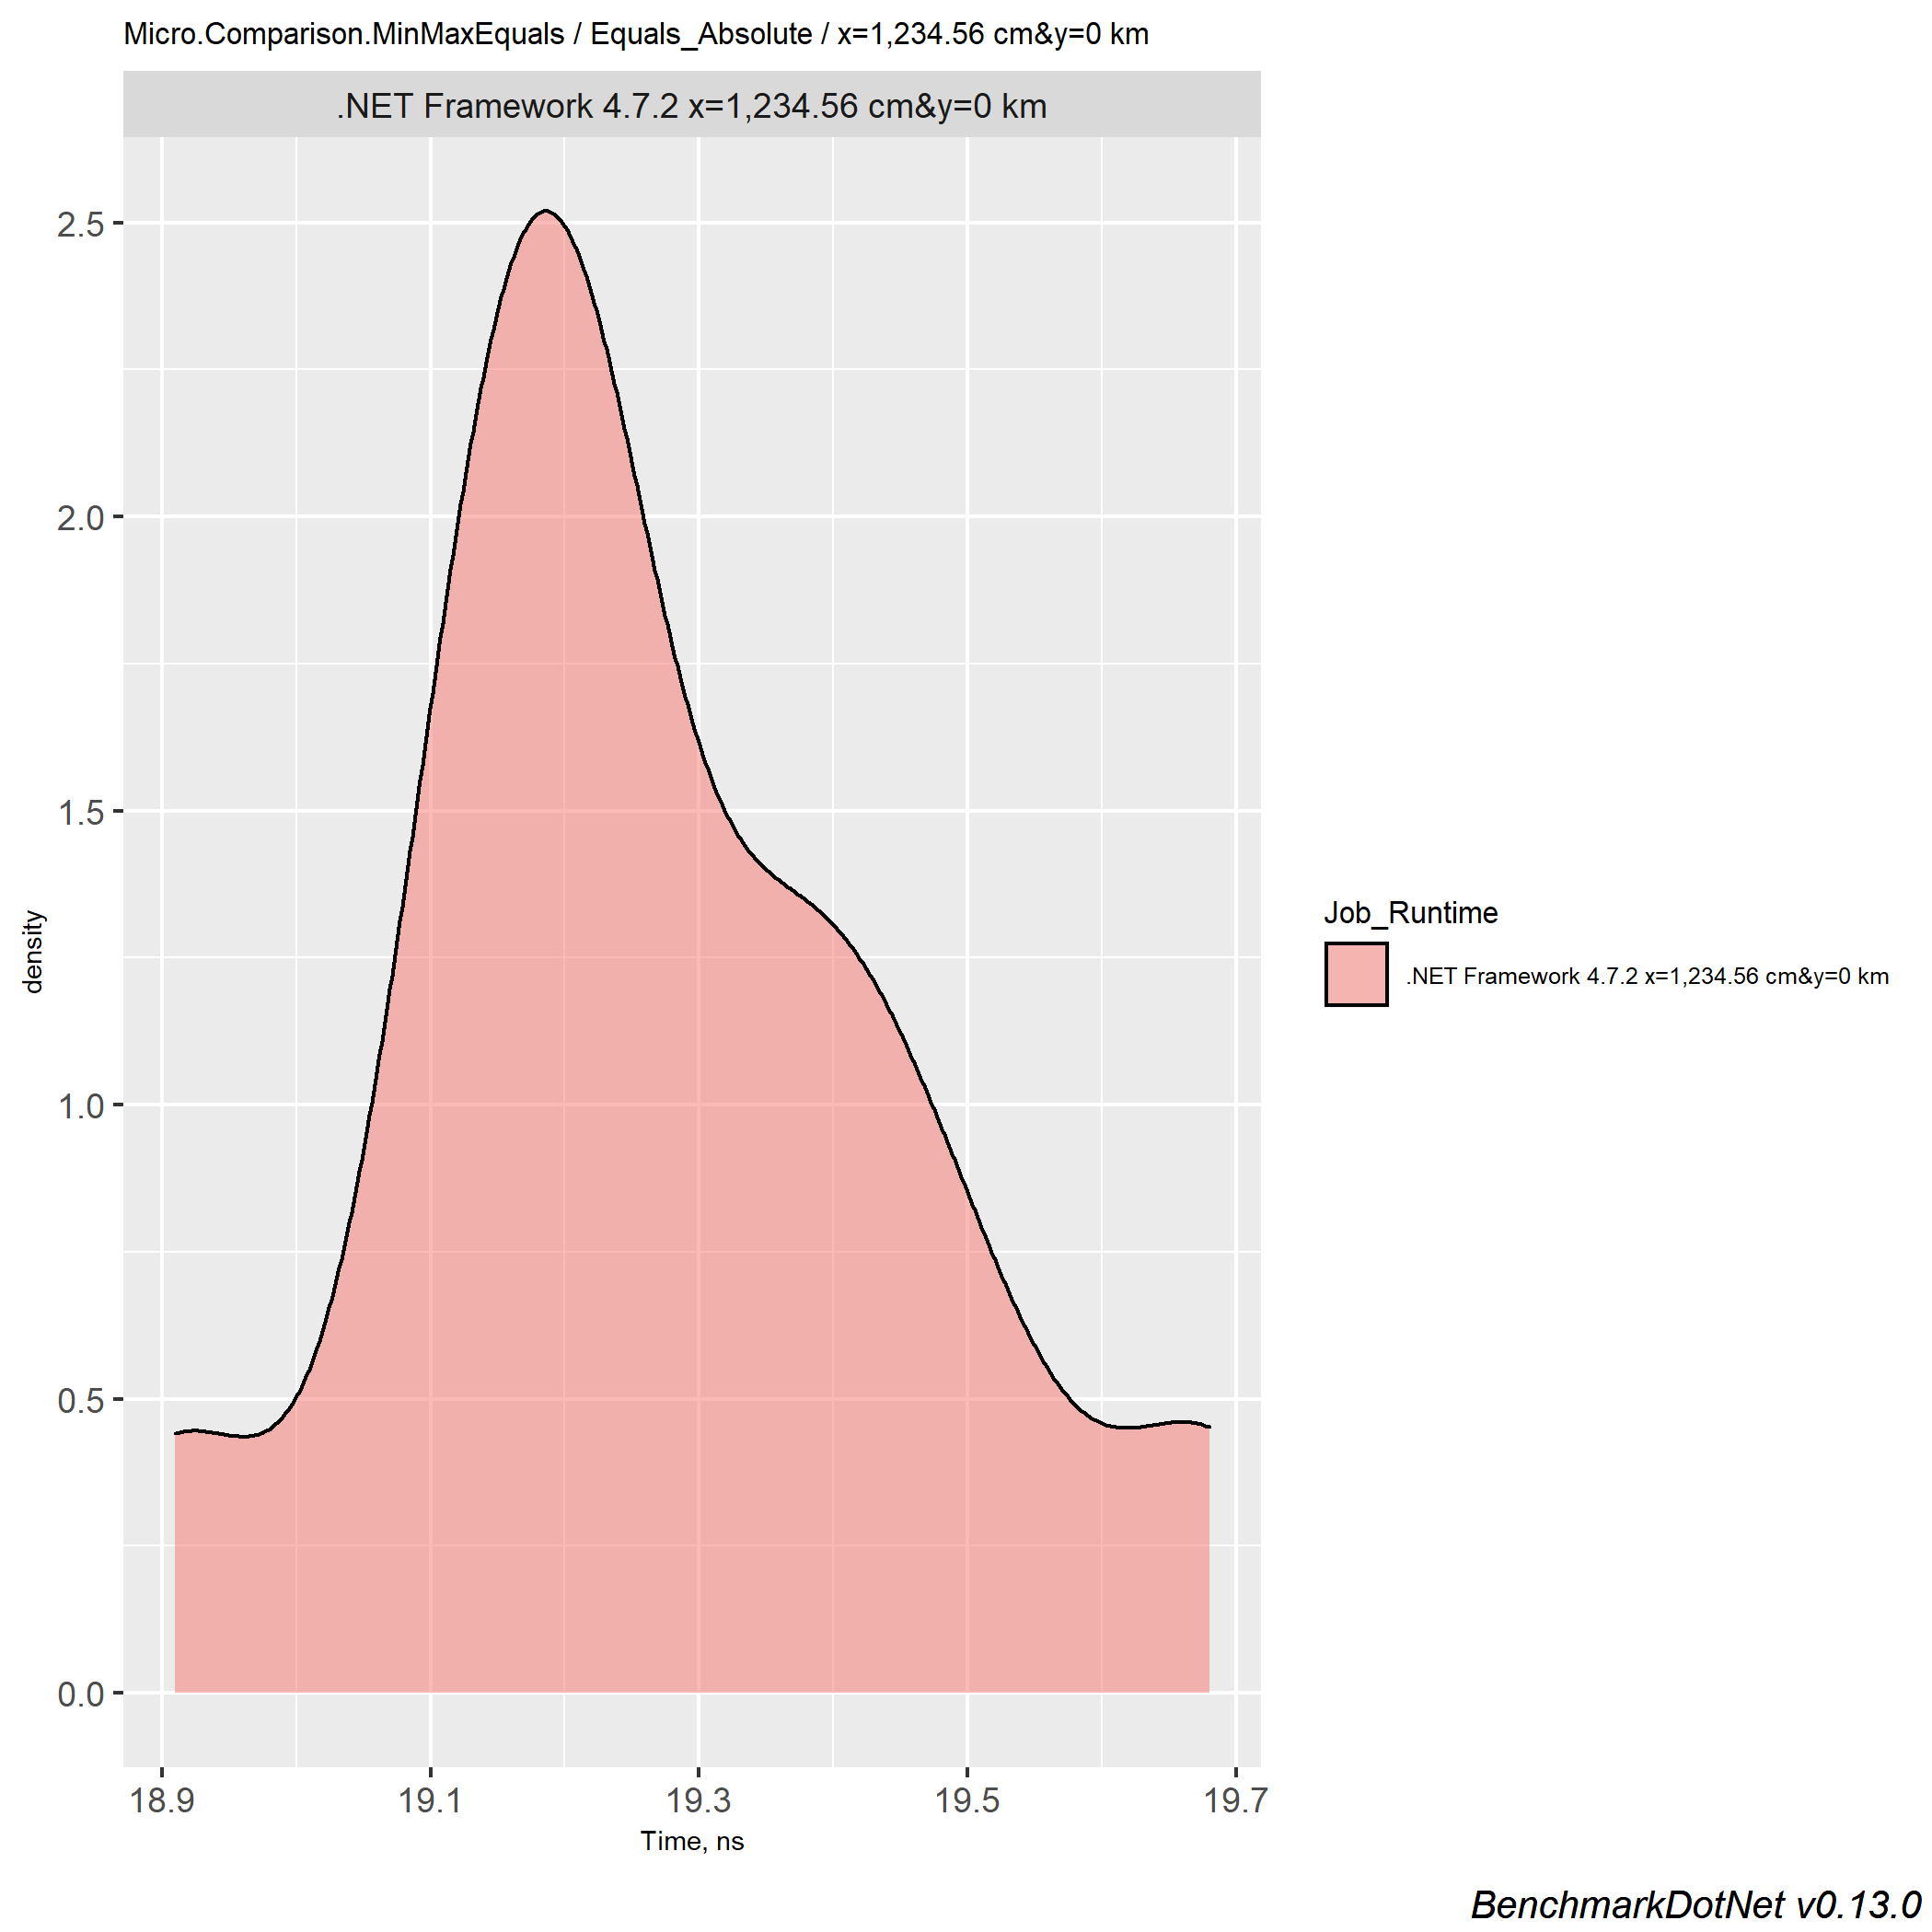 Micro.Comparison.MinMaxEquals / Equals_Absolute / x=1,234.56 cm&y=0 km
.NET Framework 4.7.2 x=1,234.56 cm&y=0 km
2.5
2.0
1.5
1.0
0.5
0.0
density
18.9 19.1 19.3 19.5 19.7
Time, ns
Job_Runtime
.NET Framework 4.7.2 x=1,234.56 cm&y=0 km
BenchmarkDotNet v0.13.0